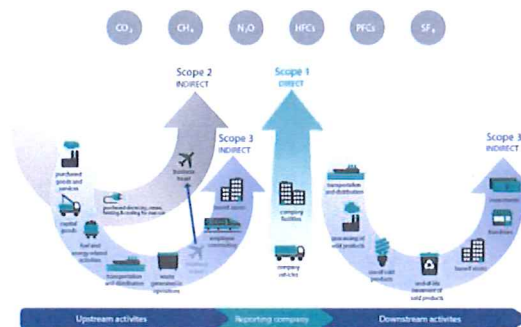 CO₂ CH₄ N₂O HFCs PFCs SF₆
Scope 2
INDIRECT
Scope 1
DIRECT
Scope 3
INDIRECT
Scope 3
INDIRECT
purchased
goods and
services
capital
goods
fuel and
energy related
activities
transportation
and distribution
waste
generated in
operations
business
travel
employee
commuting
leased assets
company
facilities
company
vehicles
transportation
and distribution
processing of
sold products
use of sold
products
end-of-life
treatment of
sold products
leased assets
franchises
investments
Upstream activities
Reporting company
Downstream activities